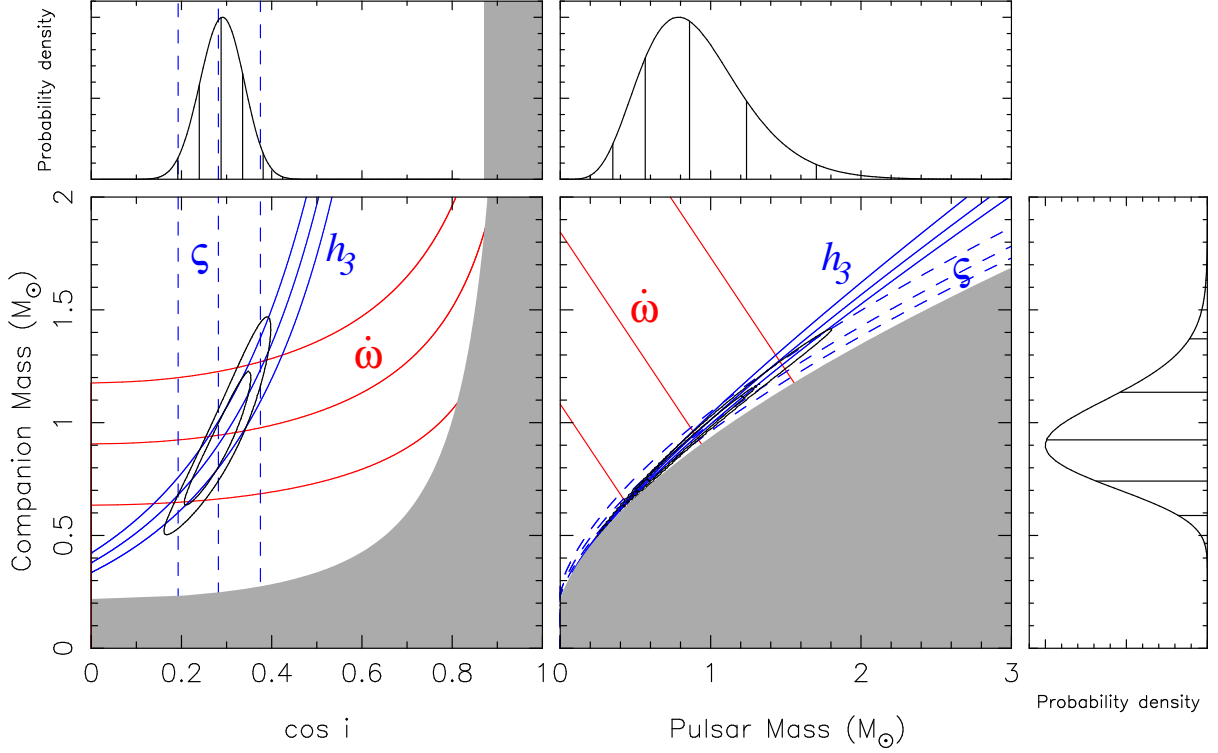 Probability density
ς
h₃
ω̇
h₃
ς
ω̇
Companion Mass (M⊙)
0 0.5 1 1.5 2
0 0.2 0.4 0.6 0.8 1
0 1 2 3
cos i
Pulsar Mass (M⊙)
Probability density